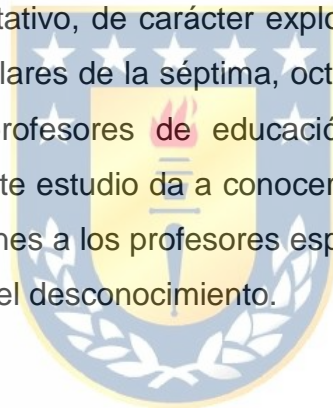 tativo, de carácter explo
lares de la séptima, oct
rofesores de educació
te estudio da a conocer
nes a los profesores esp
el desconocimiento.